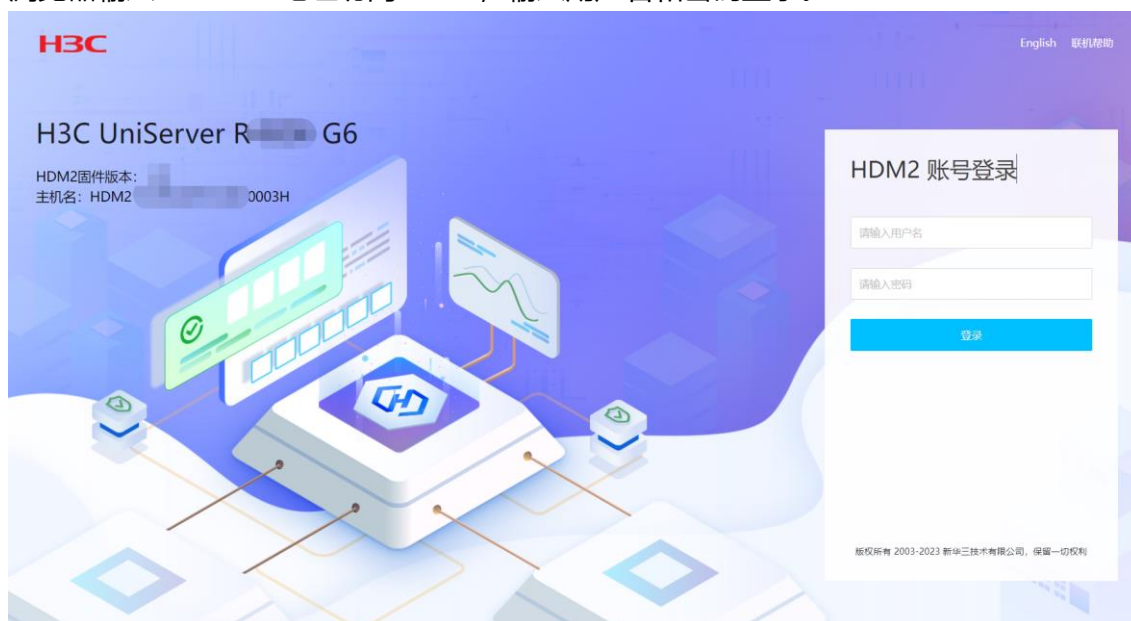 H3C
English 联机帮助
H3C UniServer R G6
HDM2固件版本:
主机名: HDM2 0003H
HDM2 账号登录
请输入用户名
请输入密码
登录
版权所有 2003-2023 新华三技术有限公司, 保留一切权利